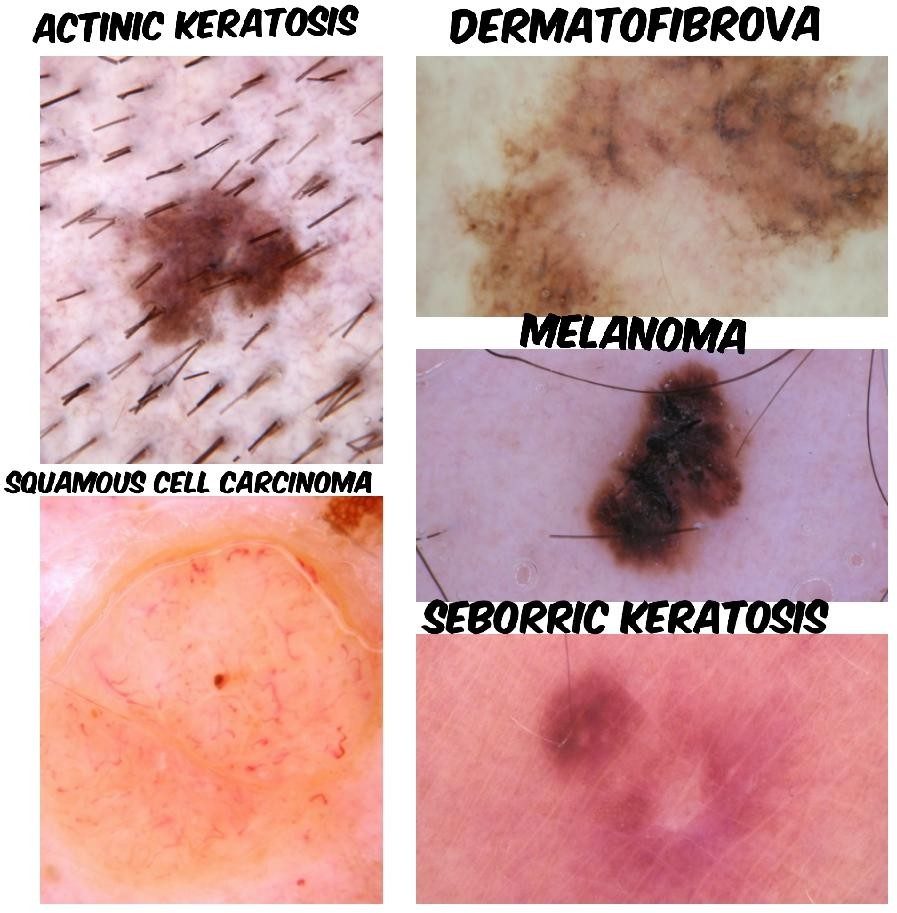 ACTINIC KERATOSIS
DERMATOFIBROVA
MELANOMA
SQUAMOUS CELL CARCINOMA
SEBORRIC KERATOSIS